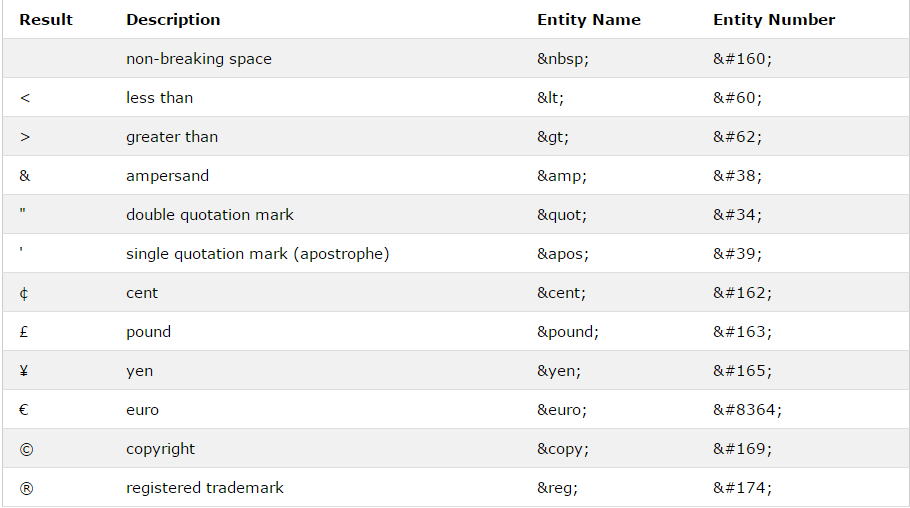 Result Description Entity Name Entity Number
non-breaking space &nbsp; &#160;
< less than &lt; &#60;
> greater than &gt; &#62;
& ampersand &amp; &#38;
" double quotation mark &quot; &#34;
' single quotation mark (apostrophe) &apos; &#39;
¢ cent &cent; &#162;
£ pound &pound; &#163;
¥ yen &yen; &#165;
€ euro &euro; &#8364;
© copyright &copy; &#169;
® registered trademark &reg; &#174;